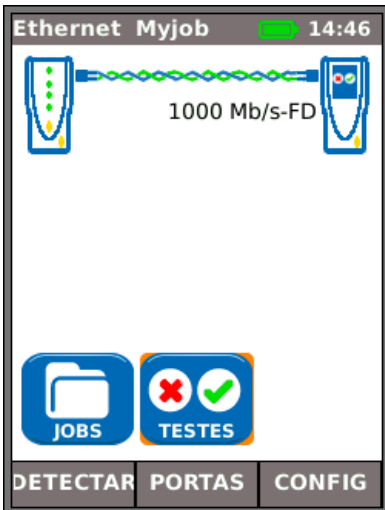 Ethernet Myjob 14:46
1000 Mb/s-FD
JOBS TESTES
DETECTAR PORTAS CONFIG